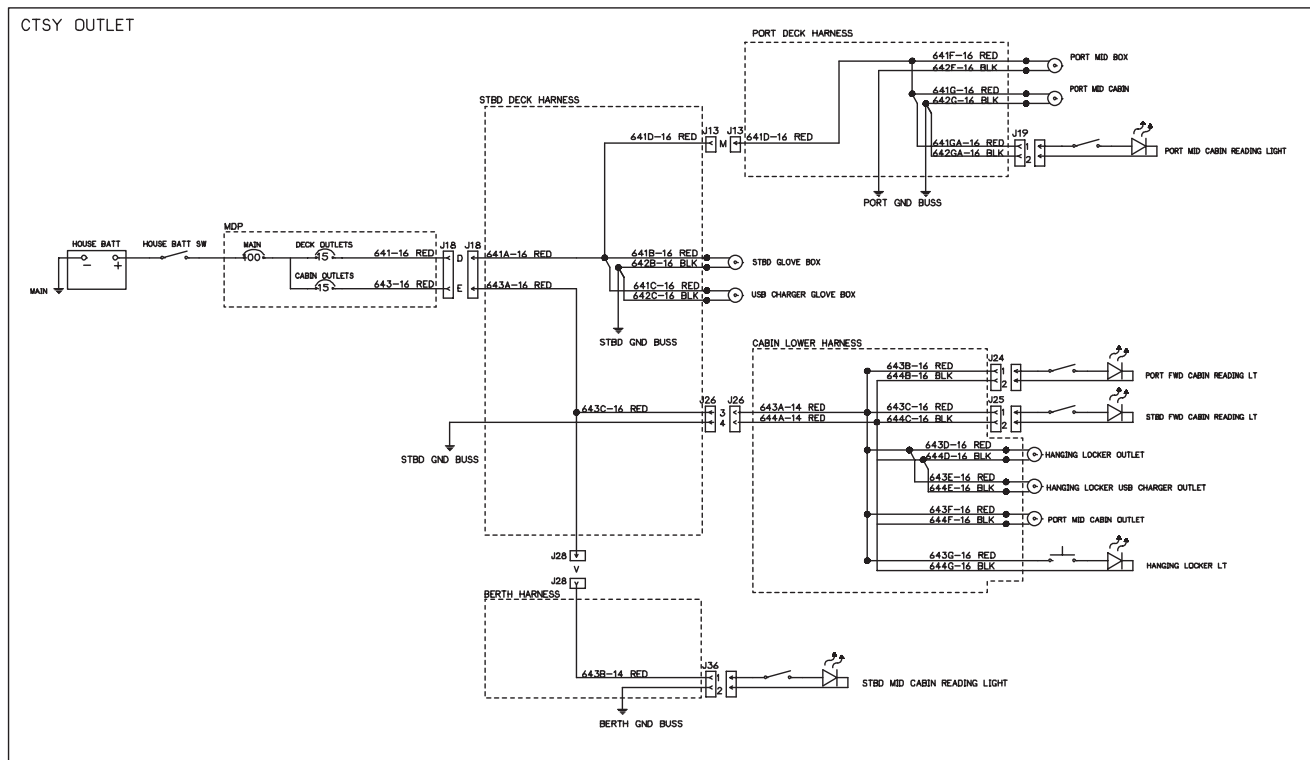 CTSY OUTLET
PORT DECK HARNESS
641F-16 RED
642F-16 BLK
PORT MID BOX
641G-16 RED
642G-16 BLK
PORT MID CABIN
STBD DECK HARNESS
641D-16 RED
J13
M
J13
641D-16 RED
641GA-16 RED
642GA-16 BLK
J19
1
2
PORT MID CABIN READING LIGHT
PORT GND BUSS
MDP
HOUSE BATT
- +
MAIN
HOUSE BATT SW
MAIN
100
DECK OUTLETS
15
641-16 RED
CABIN OUTLETS
15
643-16 RED
J18
J18
D
E
641A-16 RED
643A-16 RED
641B-16 RED
642B-16 BLK
STBD GLOVE BOX
641C-16 RED
642C-16 BLK
USB CHARGER GLOVE BOX
STBD GND BUSS
CABIN LOWER HARNESS
643B-16 RED
644B-16 BLK
J24
1
2
PORT FWD CABIN READING LT
643C-16 RED
J26
J26
3
4
643A-14 RED
644A-14 RED
643C-16 RED
644C-16 BLK
J25
1
2
STBD FWD CABIN READING LT
STBD GND BUSS
643D-16 RED
644D-16 BLK
HANGING LOCKER OUTLET
643E-16 RED
644E-16 BLK
HANGING LOCKER USB CHARGER OUTLET
643F-16 RED
644F-16 BLK
PORT MID CABIN OUTLET
643G-16 RED
644G-16 BLK
HANGING LOCKER LT
J28
V
J28
BERTH HARNESS
643B-14 RED
J36
1
2
STBD MID CABIN READING LIGHT
BERTH GND BUSS